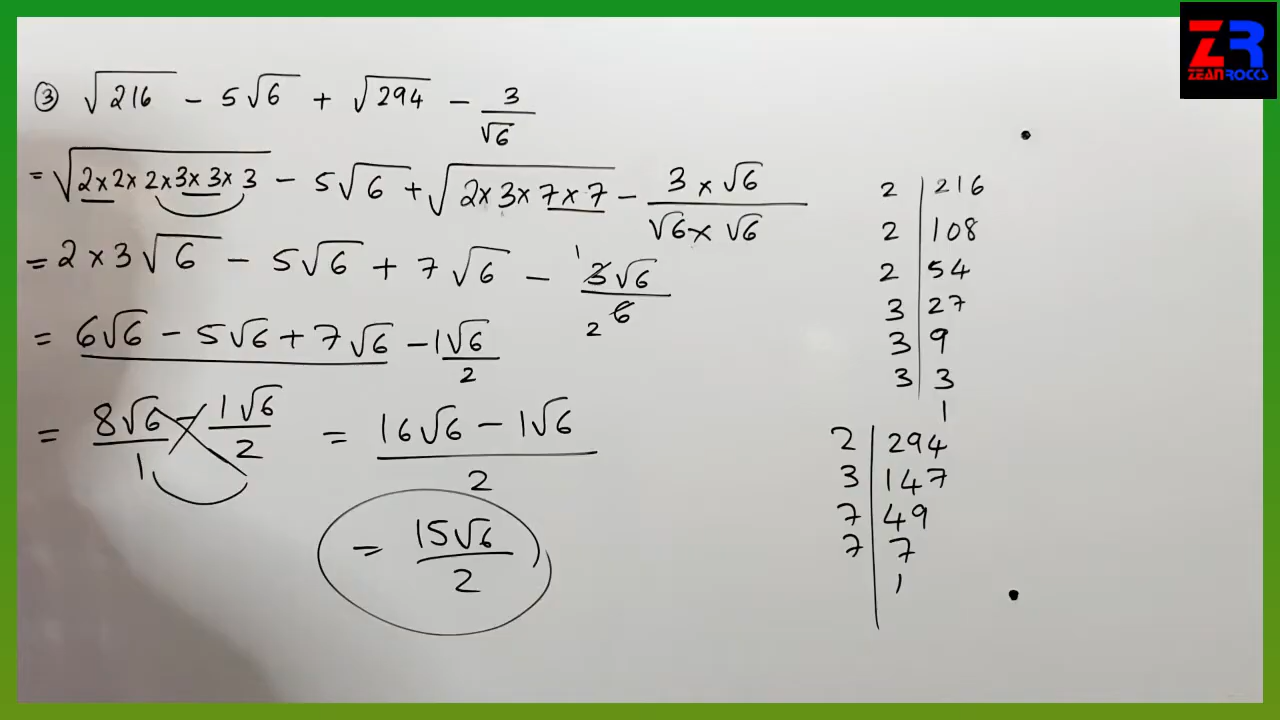 ZR
ZEANROCKS
③ √216 - 5√6 + √294 - 3/√6
= √2×2×2×3×3×3 - 5√6 + √2×3×7×7 - 3×√6/√6×√6
= 2×3√6 - 5√6 + 7√6 - 1 3√6/6 2
= 6√6 - 5√6 + 7√6 - 1√6/2
= 8√6/1 - 1√6/2 = 16√6 - 1√6/2
= 15√6/2
2 | 216
2 | 108
2 | 54
3 | 27
3 | 9
3 | 3
1
2 | 294
3 | 147
7 | 49
7 | 7
1